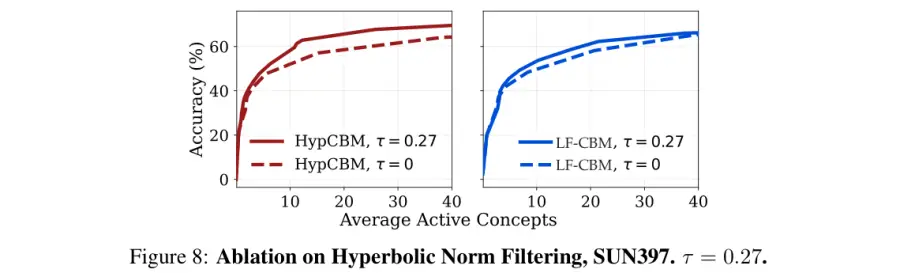 Accuracy (%)
60
40
20
0
HypCBM, τ = 0.27
HypCBM, τ = 0
10 20 30 40
LF-CBM, τ = 0.27
LF-CBM, τ = 0
10 20 30 40
Average Active Concepts
Figure 8: Ablation on Hyperbolic Norm Filtering, SUN397. τ = 0.27.